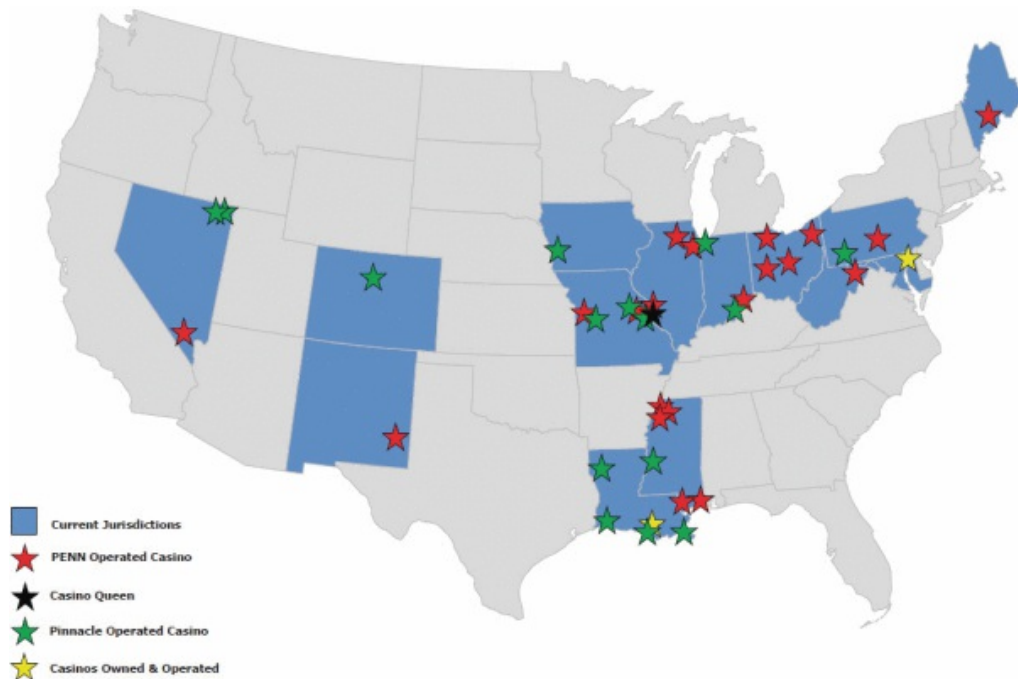 Current Jurisdictions
PENN Operated Casino
Casino Queen
Pinnacle Operated Casino
Casinos Owned & Operated